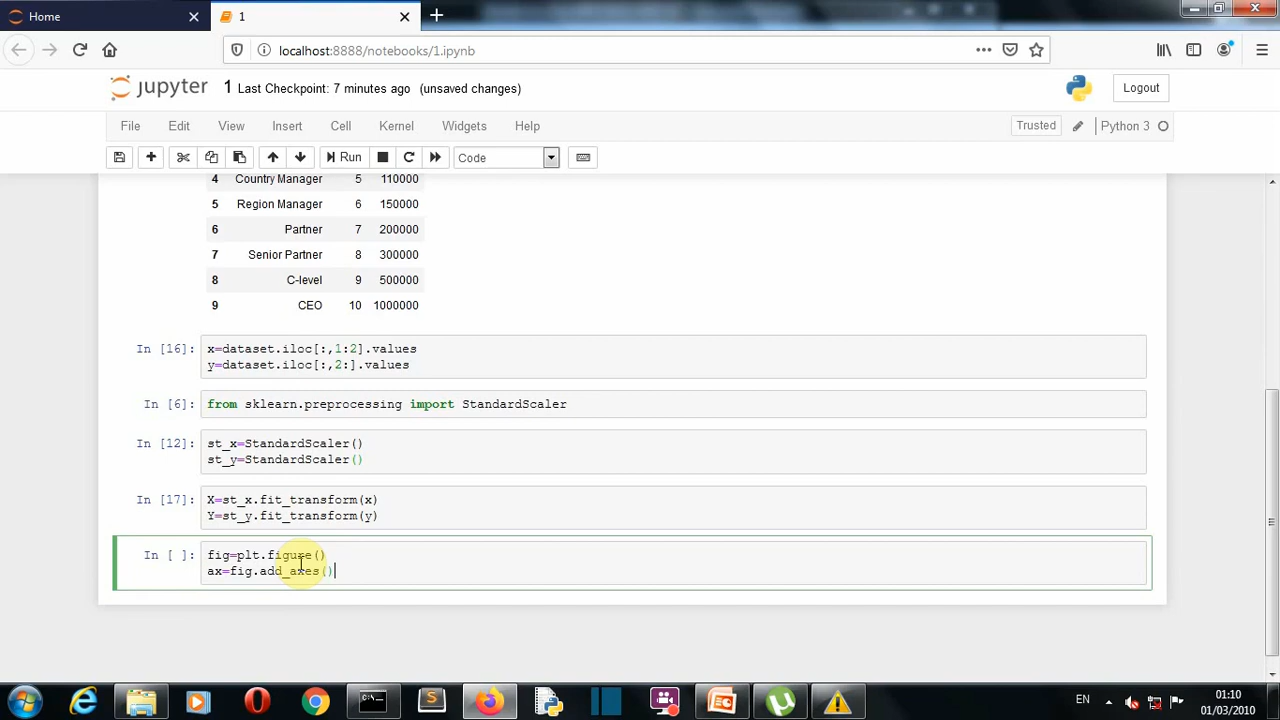 Home
1
localhost:8888/notebooks/1.ipynb
jupyter 1 Last Checkpoint: 7 minutes ago (unsaved changes)
Logout
File Edit View Insert Cell Kernel Widgets Help
Trusted Python 3
Run Code
4 Country Manager 5 110000
5 Region Manager 6 150000
6 Partner 7 200000
7 Senior Partner 8 300000
8 C-level 9 500000
9 CEO 10 1000000
In [16]: x=dataset.iloc[:,1:2].values
y=dataset.iloc[:,2:].values
In [6]: from sklearn.preprocessing import StandardScaler
In [12]: st_x=StandardScaler()
st_y=StandardScaler()
In [17]: X=st_x.fit_transform(x)
Y=st_y.fit_transform(y)
In [ ]: fig=plt.figure()
ax=fig.add_axes()
EN 01:10
01/03/2010